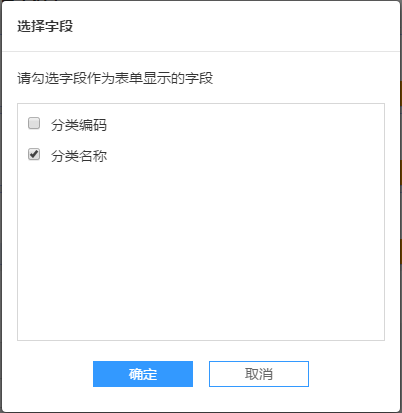 选择字段
请勾选字段作为表单显示的字段
分类编码
分类名称
确定 取消